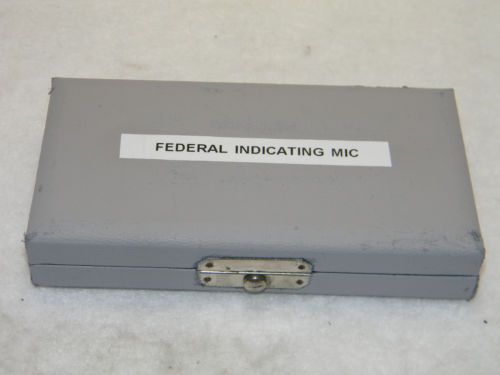 FEDERAL INDICATING MIC